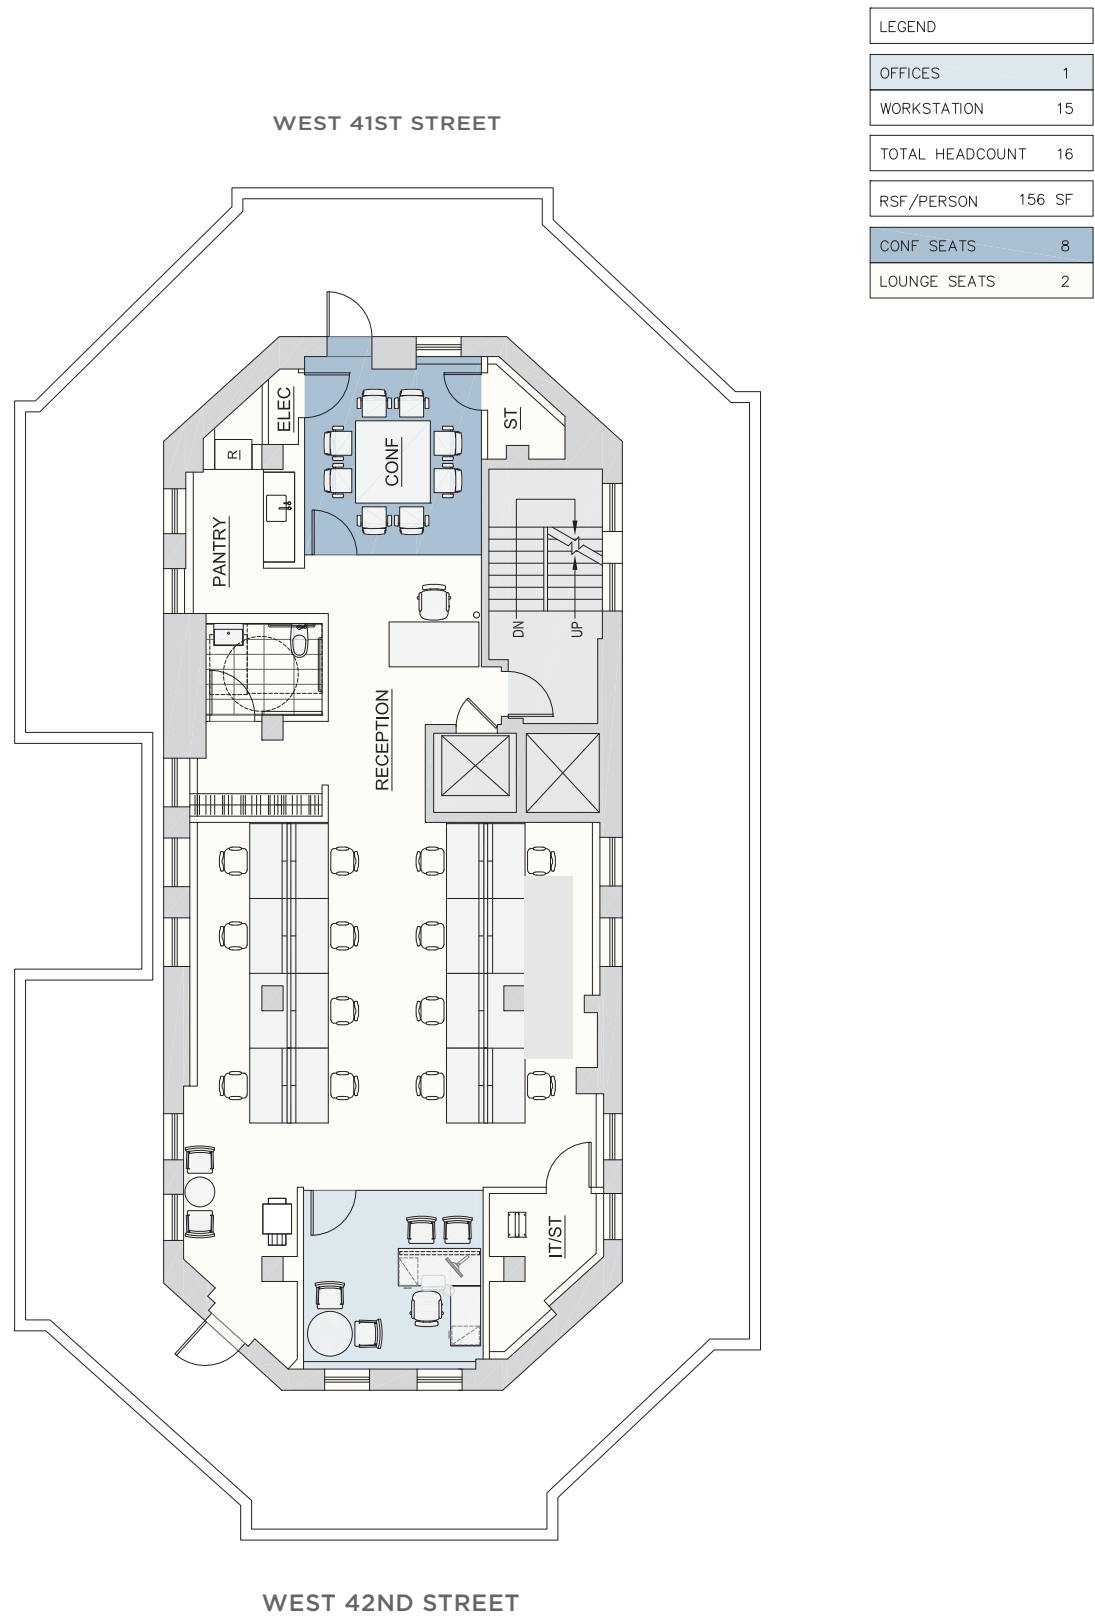 LEGEND
OFFICES 1
WORKSTATION 15
TOTAL HEADCOUNT 16
RSF/PERSON 156 SF
CONF SEATS 8
LOUNGE SEATS 2
WEST 41ST STREET
ELEC
ST
R
CONF
PANTRY
DN
UP
RECEPTION
IT/ST
WEST 42ND STREET